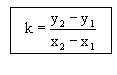 k = (y₂ − y₁) / (x₂ − x₁)